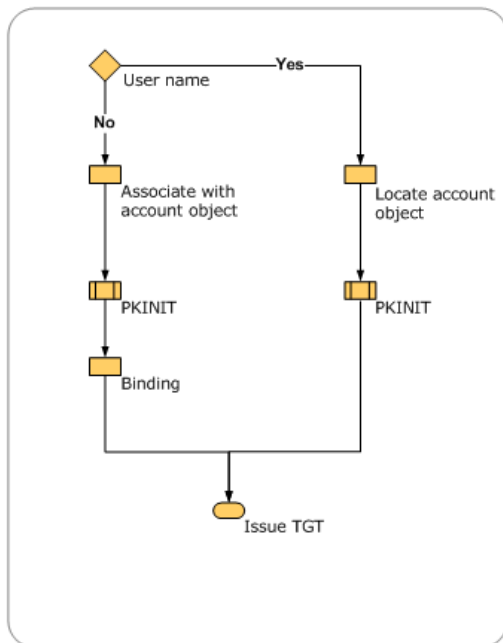 User name
Yes
No
Associate with
account object
Locate account
object
PKINIT
PKINIT
Binding
Issue TGT